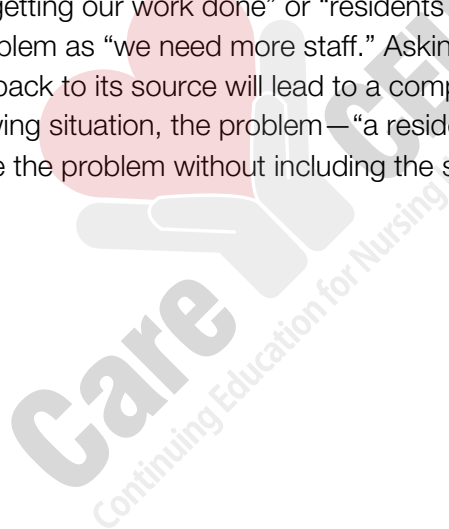 getting our work done” or “residents
blem as “we need more staff.” Askin
back to its source will lead to a comp
ving situation, the problem—“a reside
e the problem without including the s
Care
Continuing Education for Nursing
CE